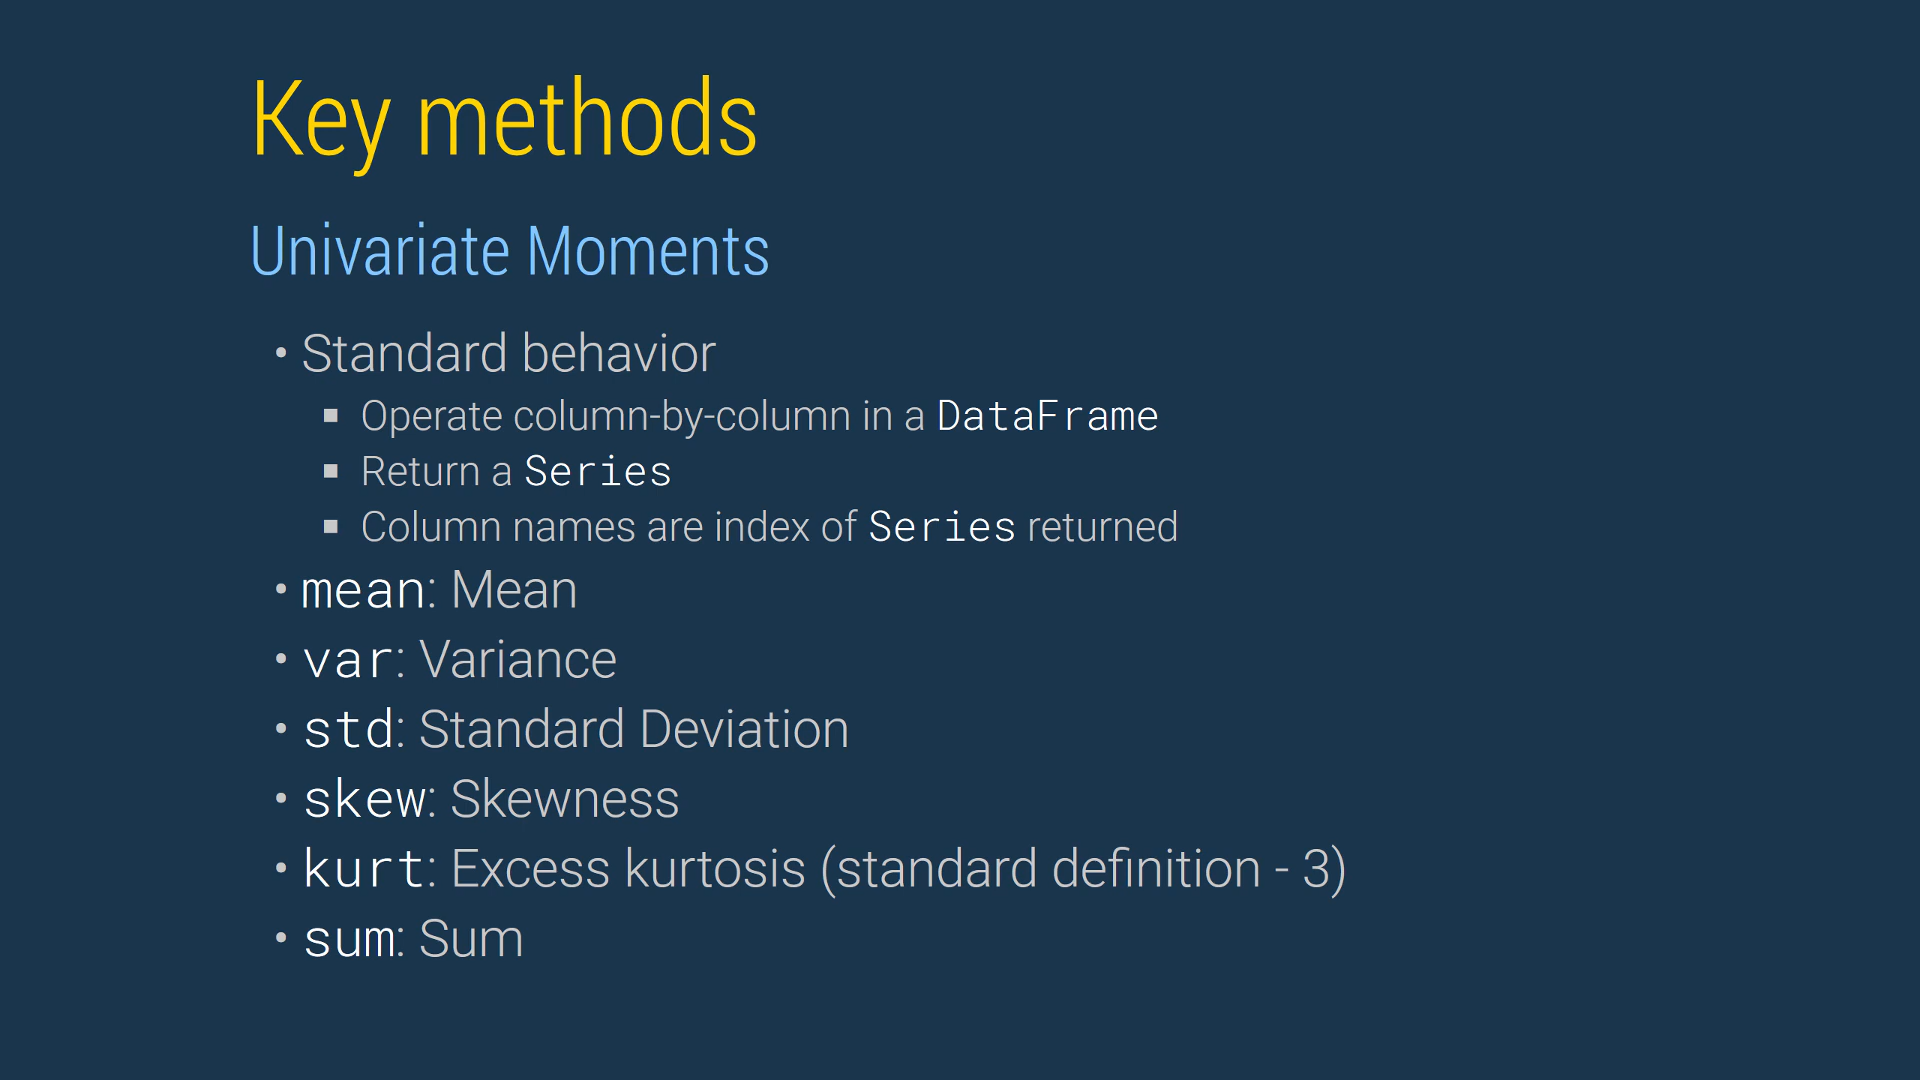 Key methods
Univariate Moments
• Standard behavior
▪ Operate column-by-column in a DataFrame
▪ Return a Series
▪ Column names are index of Series returned
• mean: Mean
• var: Variance
• std: Standard Deviation
• skew: Skewness
• kurt: Excess kurtosis (standard definition - 3)
• sum: Sum